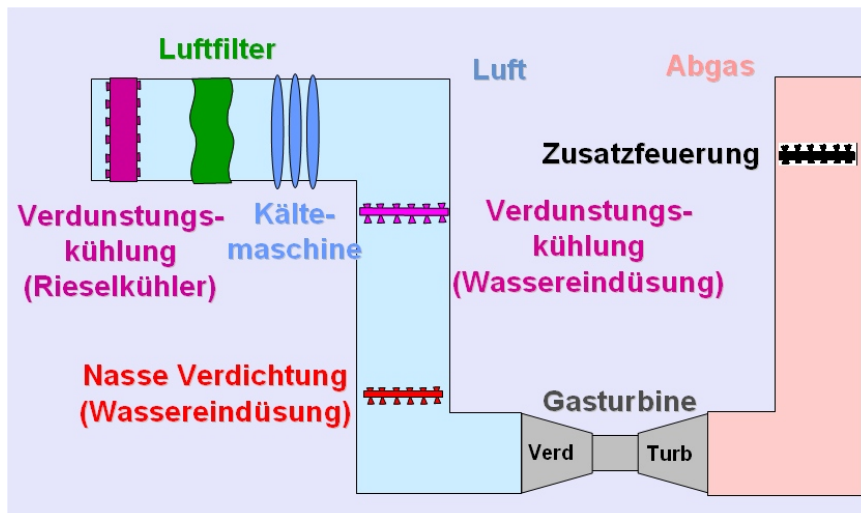 Luftfilter
Luft
Abgas
Zusatzfeuerung
Verdunstungs-
kühlung
(Rieselkühler)
Kälte-
maschine
Verdunstungs-
kühlung
(Wassereindüsung)
Nasse Verdichtung
(Wassereindüsung)
Gasturbine
Verd
Turb